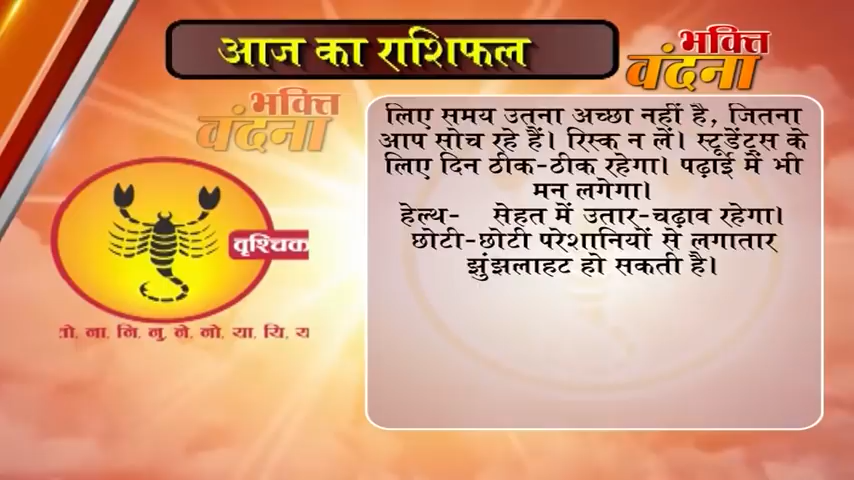 आज का राशिफल
भक्ति
वंदना
भक्ति
वंदना
लिए समय उतना अच्छा नहीं है, जितना
आप सोच रहे हैं। रिस्क न लें। स्टूडेंट्स के
लिए दिन ठीक-ठीक रहेगा। पढ़ाई में भी
मन लगेगा।
हेल्थ- सेहत में उतार-चढ़ाव रहेगा।
छोटी-छोटी परेशानियों से लगातार
झुंझलाहट हो सकती है।
वृश्चिक
ना, नि, नु, ने, नो, या, यि,